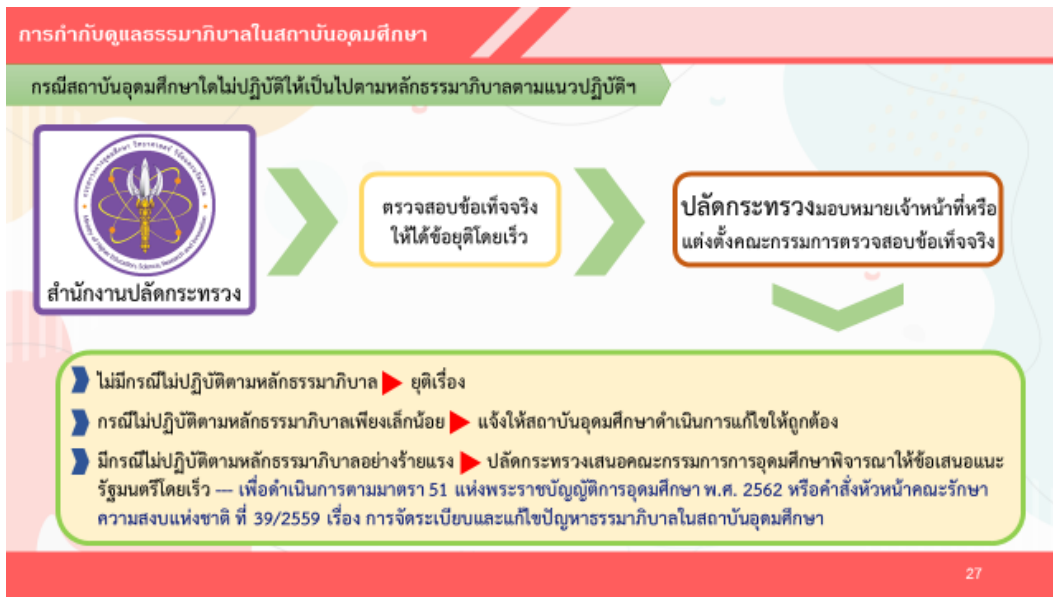 การกำกับดูแลธรรมาภิบาลในสถาบันอุดมศึกษา
กรณีสถาบันอุดมศึกษาใดไม่ปฏิบัติให้เป็นไปตามหลักธรรมาภิบาลตามแนวปฏิบัติฯ
สำนักงานปลัดกระทรวง
ตรวจสอบข้อเท็จจริง
ให้ได้ข้อยุติโดยเร็ว
ปลัดกระทรวงมอบหมายเจ้าหน้าที่หรือ
แต่งตั้งคณะกรรมการตรวจสอบข้อเท็จจริง
ไม่มีกรณีไม่ปฏิบัติตามหลักธรรมาภิบาล ยุติเรื่อง
กรณีไม่ปฏิบัติตามหลักธรรมาภิบาลเพียงเล็กน้อย แจ้งให้สถาบันอุดมศึกษาดำเนินการแก้ไขให้ถูกต้อง
มีกรณีไม่ปฏิบัติตามหลักธรรมาภิบาลอย่างร้ายแรง ปลัดกระทรวงเสนอคณะกรรมการการอุดมศึกษาพิจารณาให้ข้อเสนอแนะ
รัฐมนตรีโดยเร็ว --- เพื่อดำเนินการตามมาตรา 51 แห่งพระราชบัญญัติการอุดมศึกษา พ.ศ. 2562 หรือคำสั่งหัวหน้าคณะรักษา
ความสงบแห่งชาติ ที่ 39/2559 เรื่อง การจัดระเบียบและแก้ไขปัญหาธรรมาภิบาลในสถาบันอุดมศึกษา
27